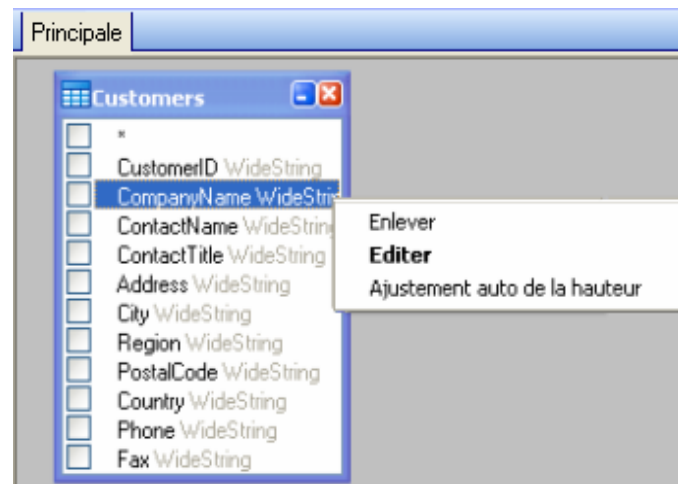 Principale
Customers
*
CustomerID WideString
CompanyName WideStrin
ContactName WideString
ContactTitle WideString
Address WideString
City WideString
Region WideString
PostalCode WideString
Country WideString
Phone WideString
Fax WideString
Enlever
Editer
Ajustement auto de la hauteur